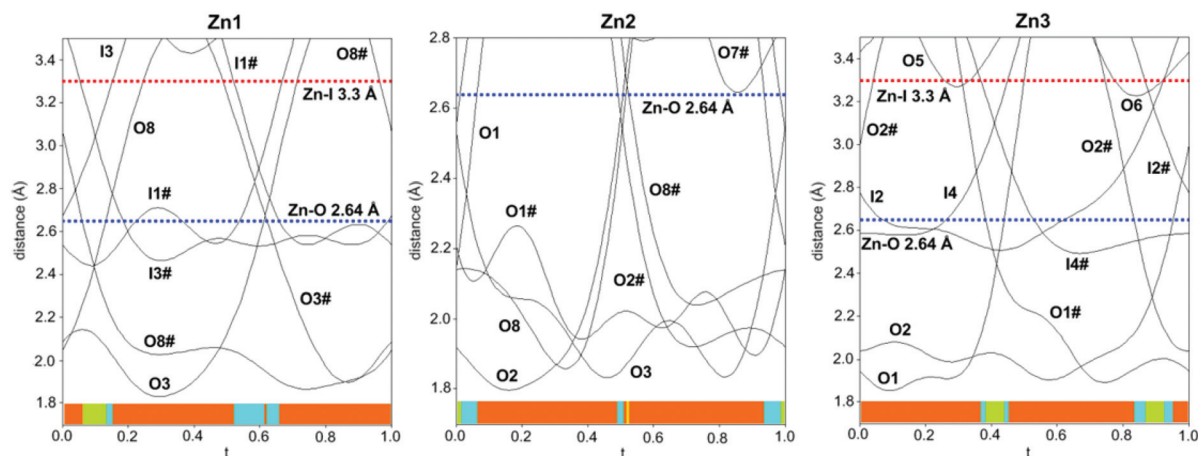 Zn1
Zn2
Zn3
3.4
3.2
3.0
2.8
2.6
2.4
2.2
2.0
1.8
distance (Å)
I3
I1#
O8#
Zn-I 3.3 Å
O8
I1#
Zn-O 2.64 Å
I3#
O3#
O8#
O3
0.0 0.2 0.4 0.6 0.8 1.0
t
2.8
2.6
2.4
2.2
2.0
1.8
distance (Å)
O7#
Zn-O 2.64 Å
O1
O8#
O1#
O2#
O8
O2
O3
0.0 0.2 0.4 0.6 0.8 1.0
t
3.4
3.2
3.0
2.8
2.6
2.4
2.2
2.0
1.8
distance (Å)
O5
Zn-I 3.3 Å
O6
O2#
O2#
I2#
I2
I4
Zn-O 2.64 Å
I4#
O1#
O2
O1
0.0 0.2 0.4 0.6 0.8 1.0
t